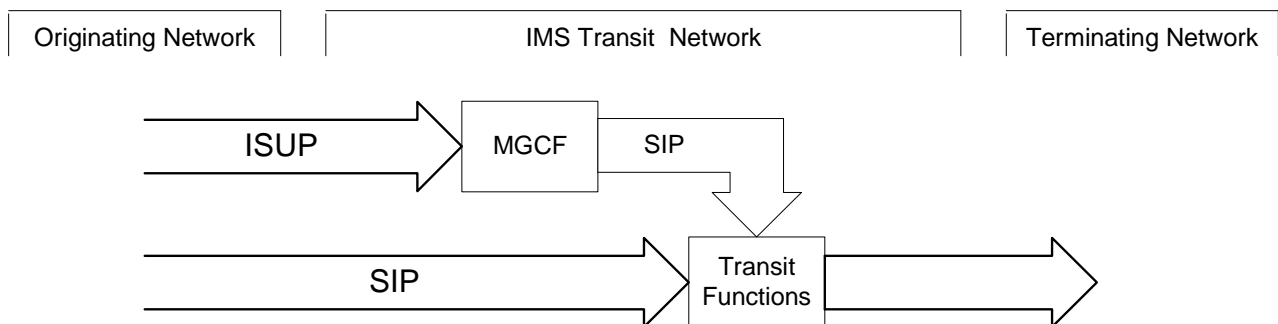 Originating Network
IMS Transit Network
Terminating Network
ISUP
MGCF
SIP
SIP
Transit
Functions